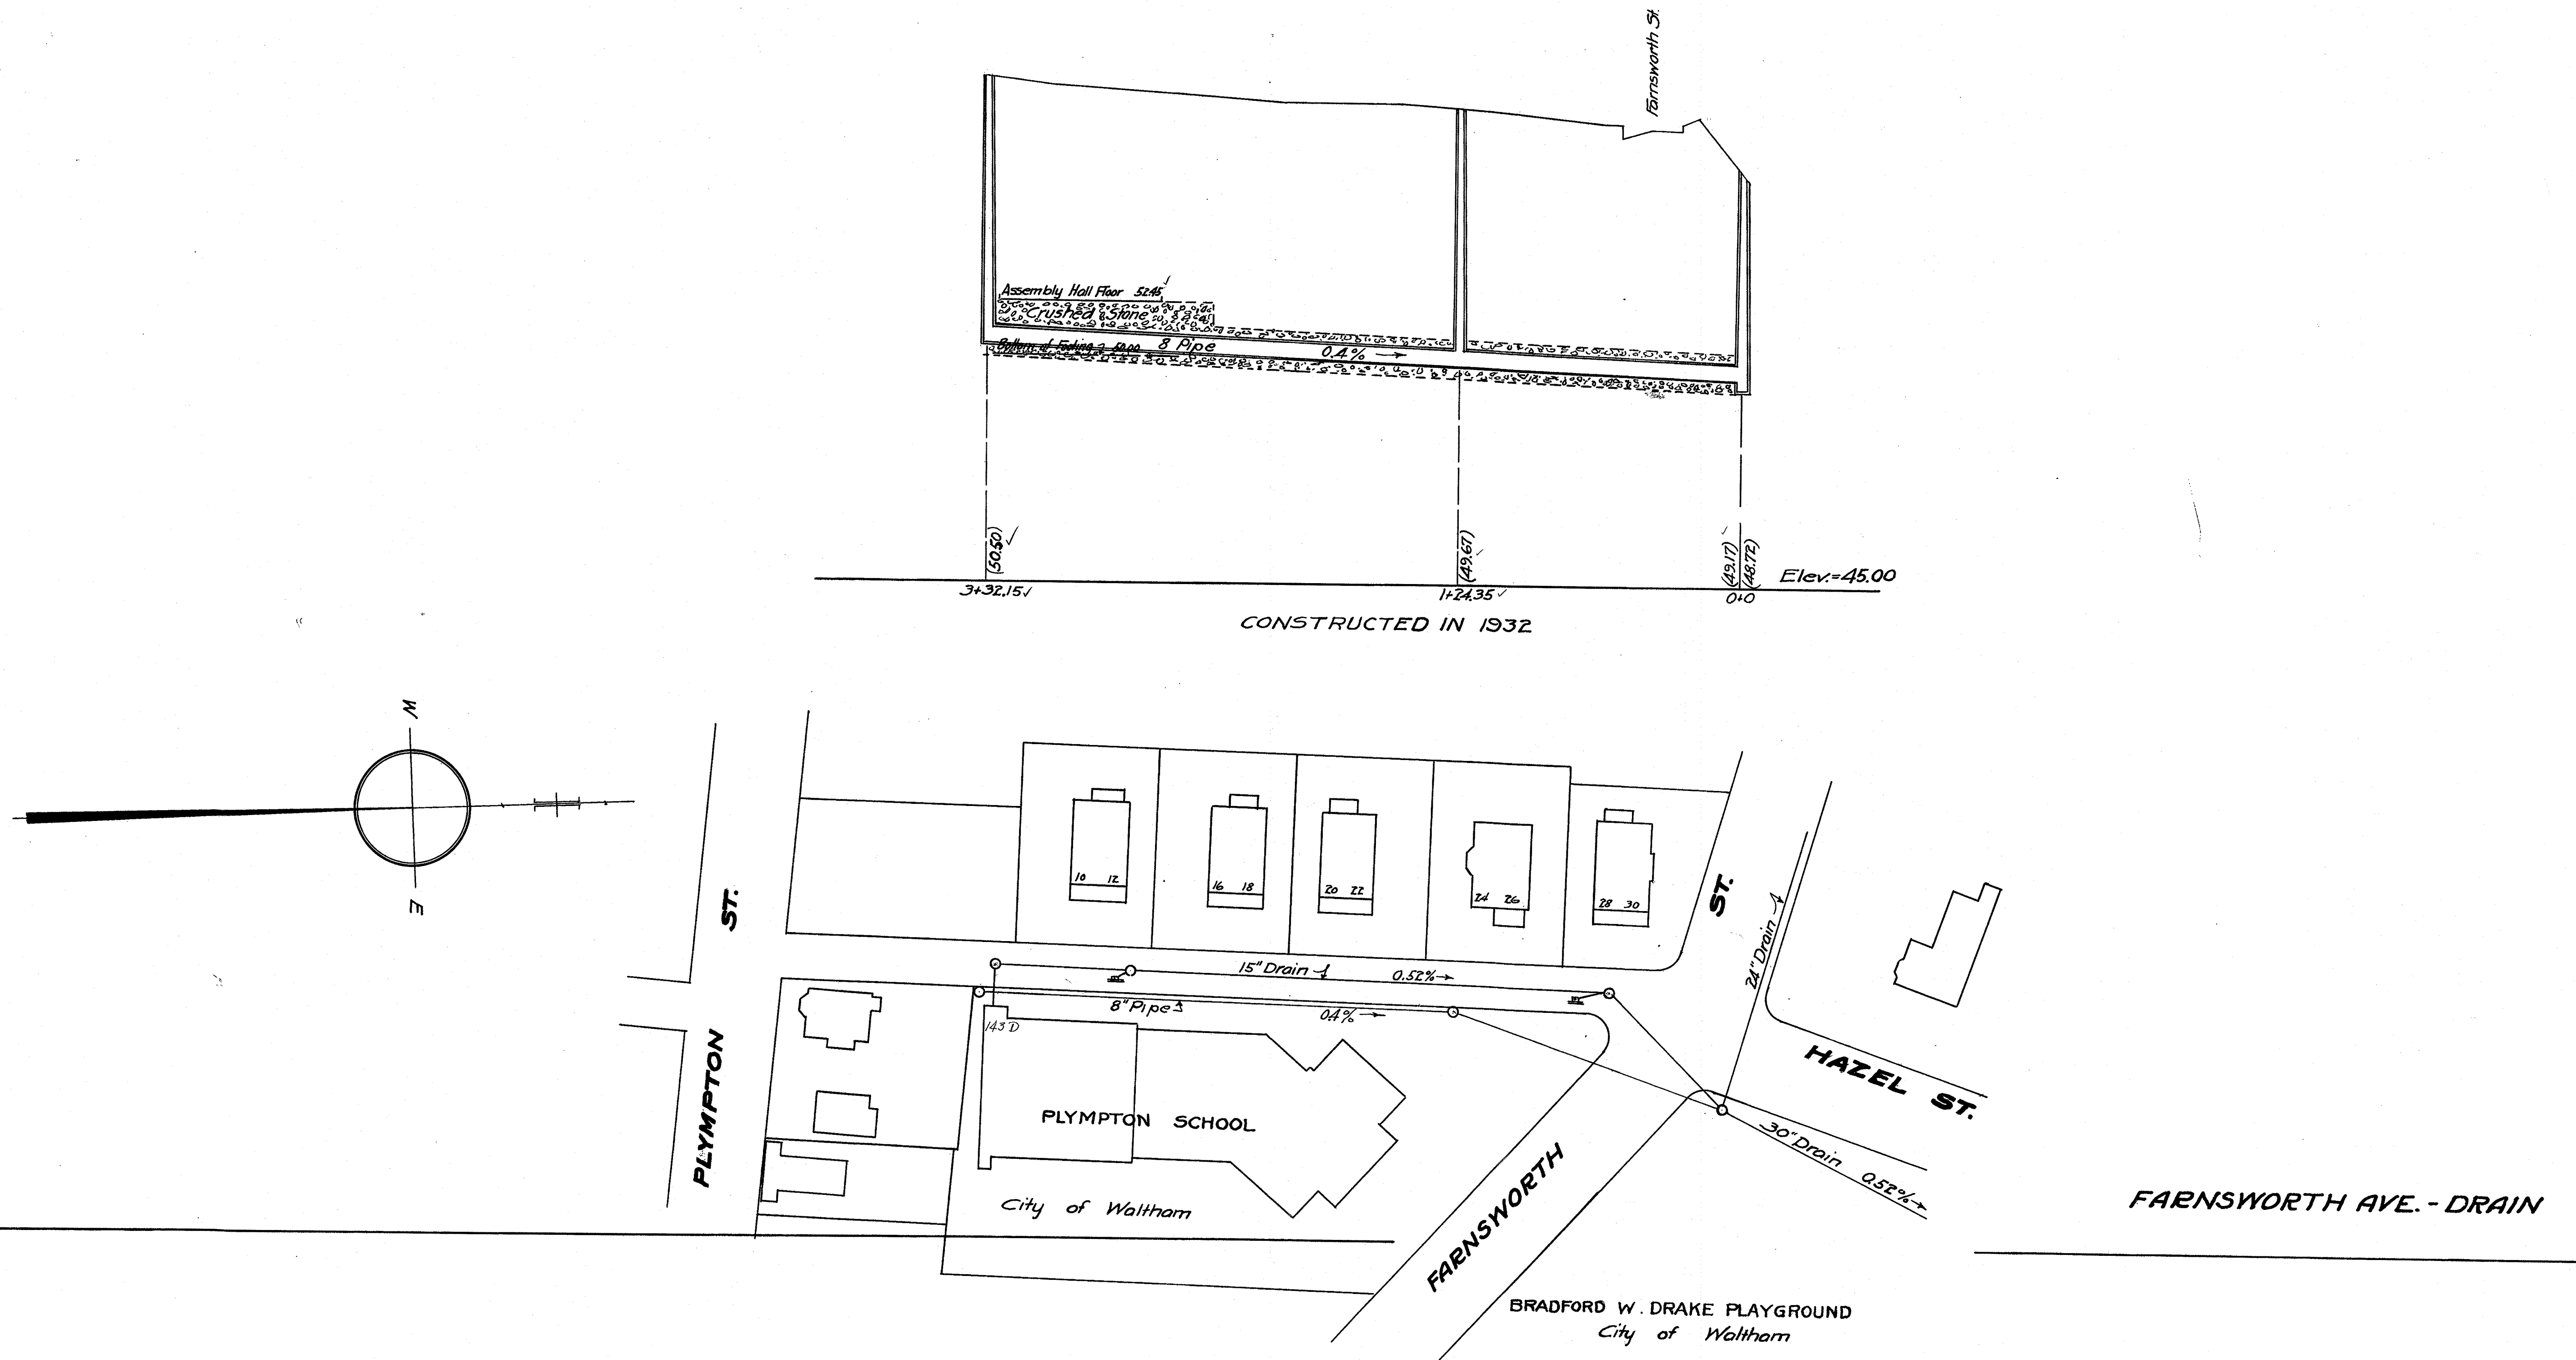 Farnsworth St.
Assembly Hall Floor 52.45
Crushed Stone
Bottom of Footing 50.00 8 Pipe
0.4%
(50.50)
(49.67)
(49.17)
(48.72)
Elev.=45.00
3+32.15
1+24.35
0+0
CONSTRUCTED IN 1932
W
E
PLYMPTON ST.
10 12
16 18
20 22
24 26
28 30
15" Drain
0.52%
8" Pipe
0.4%
143 D
PLYMPTON SCHOOL
City of Waltham
FARNSWORTH ST.
24" Drain
HAZEL ST.
30" Drain 0.52%
BRADFORD W. DRAKE PLAYGROUND
City of Waltham
FARNSWORTH AVE. - DRAIN